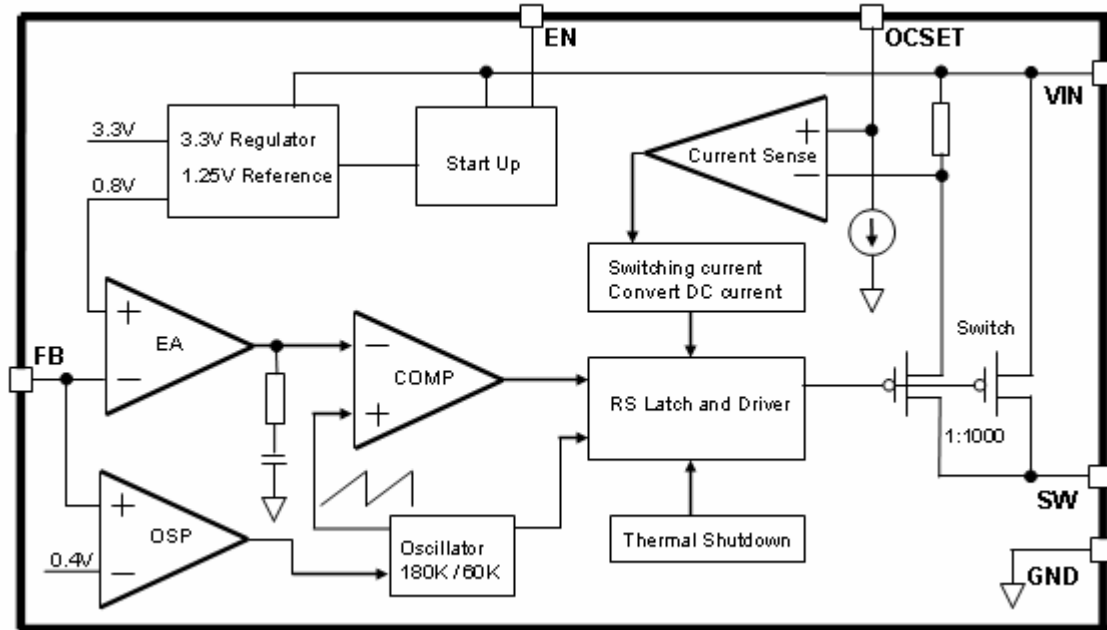 EN
OCSET
VIN
3.3V
3.3V Regulator
1.25V Reference
0.8V
Start Up
+
Current Sense
−
Switching current
Convert DC current
Switch
FB
+
EA
−
−
COMP
+
RS Latch and Driver
1:1000
SW
+
OSP
−
0.4V
Oscillator
180K / 60K
Thermal Shutdown
GND